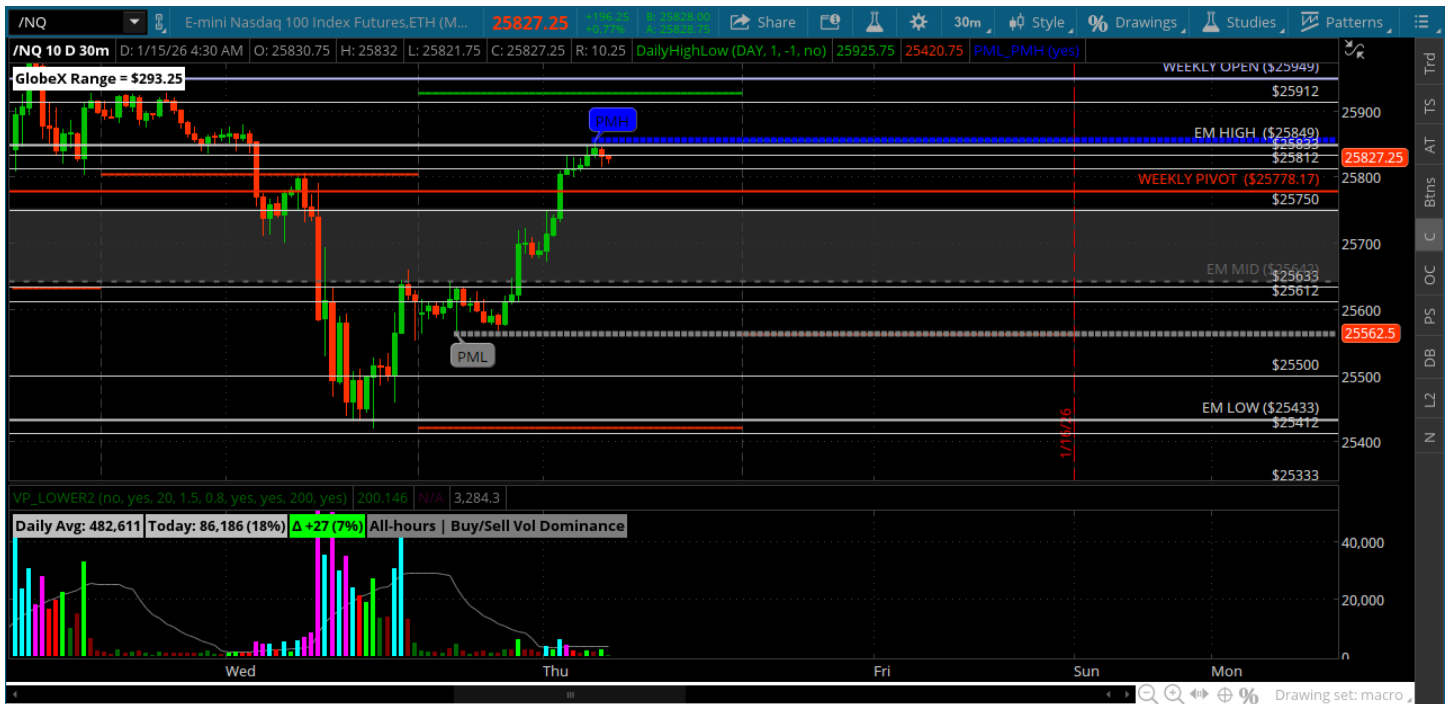 /NQ E-mini Nasdaq 100 Index Futures,ETH (M... 25827.25 +196.25 +0.77% B: 25828.00 A: 25828.75 Share 30m Style % Drawings Studies Patterns
/NQ 10 D 30m D: 1/15/26 4:30 AM O: 25830.75 H: 25832 L: 25821.75 C: 25827.25 R: 10.25 DailyHighLow (DAY, 1, -1, no) 25925.75 25420.75 PML_PMH (yes)
GlobeX Range = $293.25
WEEKLY OPEN ($25949)
$25912
25900
PMH
EM HIGH ($25849)
$25833
$25812
25827.25
25800
WEEKLY PIVOT ($25778.17)
$25750
25700
EM MID ($25642)
$25633
$25612
25600
25562.5
PML
$25500
25500
EM LOW ($25433)
$25412
25400
1/16/26
$25333
VP_LOWER2 (no, yes, 20, 1.5, 0.8, yes, yes, 200, yes) 200.146 N/A 3,284.3
Daily Avg: 482,611 Today: 86,186 (18%) Δ +27 (7%) All-hours | Buy/Sell Vol Dominance
40,000
20,000
0
Wed Thu Fri Sun Mon
% Drawing set: macro
Trd
TS
AT
Btns
C
OC
PS
DB
L2
N